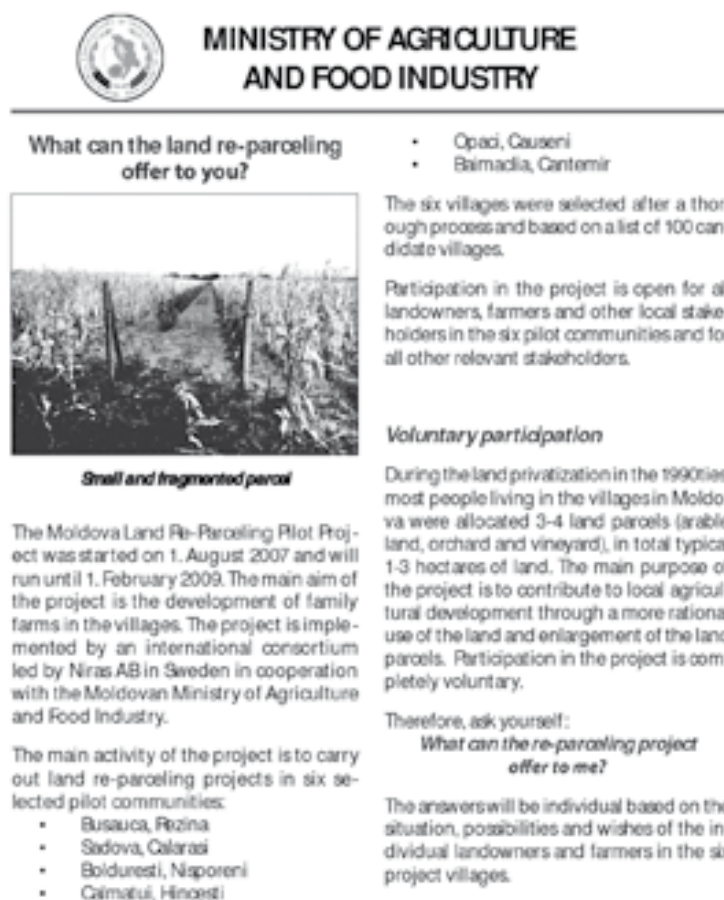 MINISTRY OF AGRICULTURE
AND FOOD INDUSTRY
What can the land re-parceling
offer to you?
Small and fragmented parcel
The Moldova Land Re-Parceling Pilot Proj-
ect was started on 1. August 2007 and will
run until 1. February 2009. The main aim of
the project is the development of family
farms in the villages. The project is imple-
mented by an international consortium
led by Niras AB in Sweden in cooperation
with the Moldovan Ministry of Agriculture
and Food Industry.
The main activity of the project is to carry
out land re-parceling projects in six se-
lected pilot communities:
• Busauca, Rezina
• Sadova, Calarasi
• Bolduresti, Nisporeni
• Calmatui, Hincesti
• Opaci, Causeni
• Baimaclia, Cantemir
The six villages were selected after a thor
ough process and based on a list of 100 can
didate villages.
Participation in the project is open for al
landowners, farmers and other local stake
holders in the six pilot communities and fo
all other relevant stakeholders.
Voluntary participation
During the land privatization in the 1990ties
most people living in the villages in Moldo
va were allocated 3-4 land parcels (arable
land, orchard and vineyard), in total typica
1-3 hectares of land. The main purpose of
the project is to contribute to local agricul
tural development through a more rationa
use of the land and enlargement of the land
parcels. Participation in the project is com
pletely voluntary.
Therefore, ask yourself:
What can the re-parceling project
offer to me?
The answers will be individual based on the
situation, possibilities and wishes of the in
dividual landowners and farmers in the six
project villages.